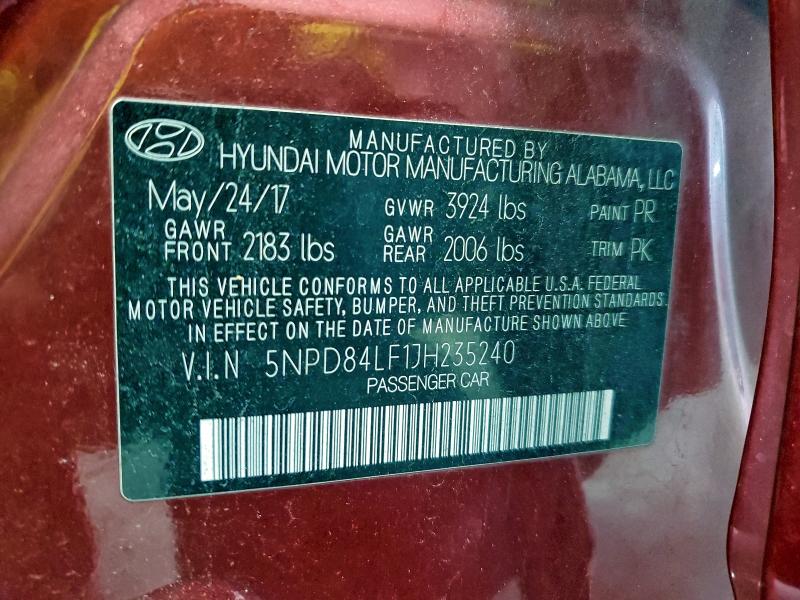 MANUFACTURED BY
HYUNDAI MOTOR MANUFACTURING ALABAMA, LLC
May/24/17 GVWR 3924 lbs PAINT PR
GAWR FRONT 2183 lbs GAWR REAR 2006 lbs TRIM PK
THIS VEHICLE CONFORMS TO ALL APPLICABLE U.S.A. FEDERAL
MOTOR VEHICLE SAFETY, BUMPER, AND THEFT PREVENTION STANDARDS
IN EFFECT ON THE DATE OF MANUFACTURE SHOWN ABOVE
V.I.N 5NPD84LF1JH235240
PASSENGER CAR